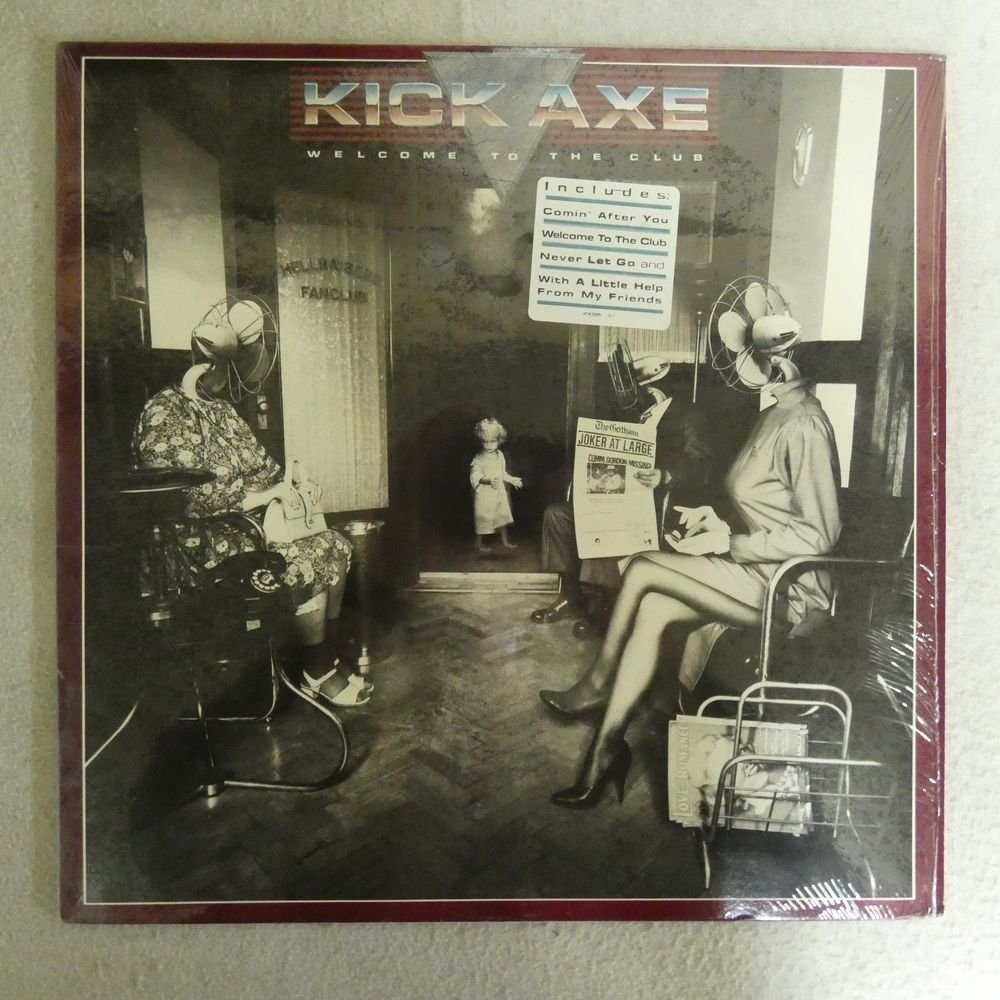 KICK AXE
WELCOME TO THE CLUB
Includes:
Comin' After You
Welcome To The Club
Never Let Go and
With A Little Help
From My Friends
FANCLUB
The Gotham
JOKER AT LARGE
COMM. GORDON MISSING!
LOVE ROMANCE